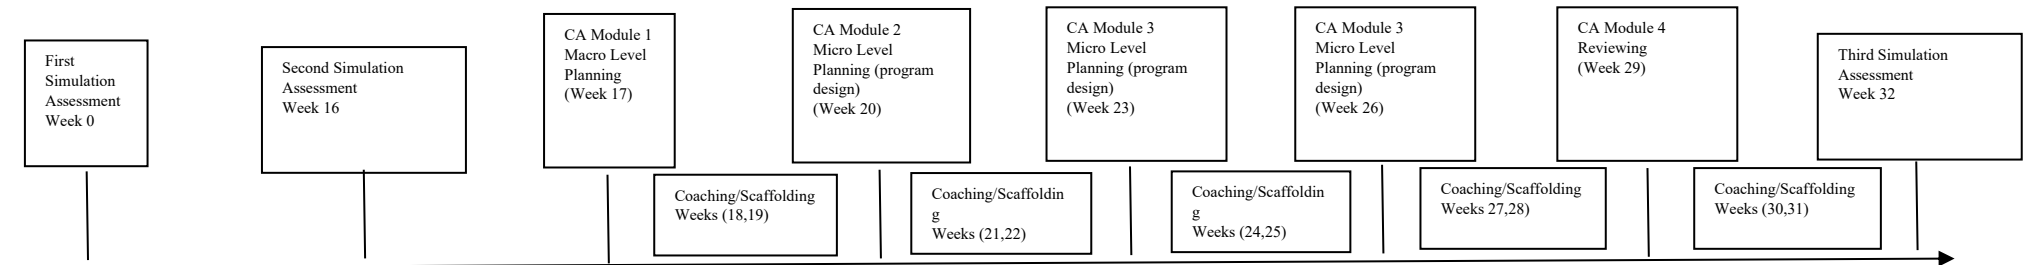 First
Simulation
Assessment
Week 0
Second Simulation
Assessment
Week 16
CA Module 1
Macro Level
Planning
(Week 17)
CA Module 2
Micro Level
Planning (program
design)
(Week 20)
CA Module 3
Micro Level
Planning (program
design)
(Week 23)
CA Module 3
Micro Level
Planning (program
design)
(Week 26)
CA Module 4
Reviewing
(Week 29)
Third Simulation
Assessment
Week 32
Coaching/Scaffolding
Weeks (18,19)
Coaching/Scaffoldin
g
Weeks (21,22)
Coaching/Scaffoldin
g
Weeks (24,25)
Coaching/Scaffolding
Weeks 27,28)
Coaching/Scaffolding
Weeks (30,31)